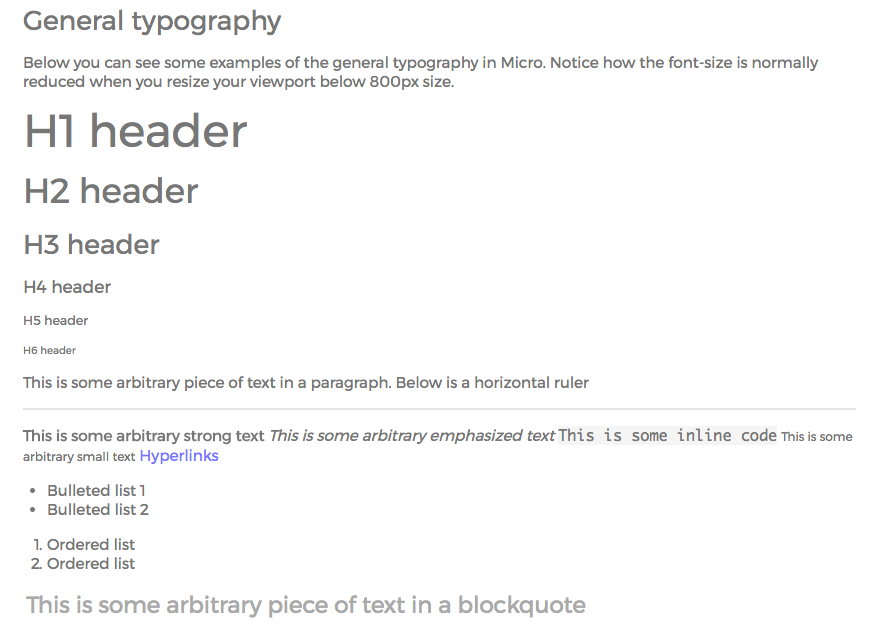 General typography
Below you can see some examples of the general typography in Micro. Notice how the font-size is normally
reduced when you resize your viewport below 800px size.
H1 header
H2 header
H3 header
H4 header
H5 header
H6 header
This is some arbitrary piece of text in a paragraph. Below is a horizontal ruler
This is some arbitrary strong text This is some arbitrary emphasized text This is some inline code This is some
arbitrary small text Hyperlinks
• Bulleted list 1
• Bulleted list 2
1. Ordered list
2. Ordered list
This is some arbitrary piece of text in a blockquote